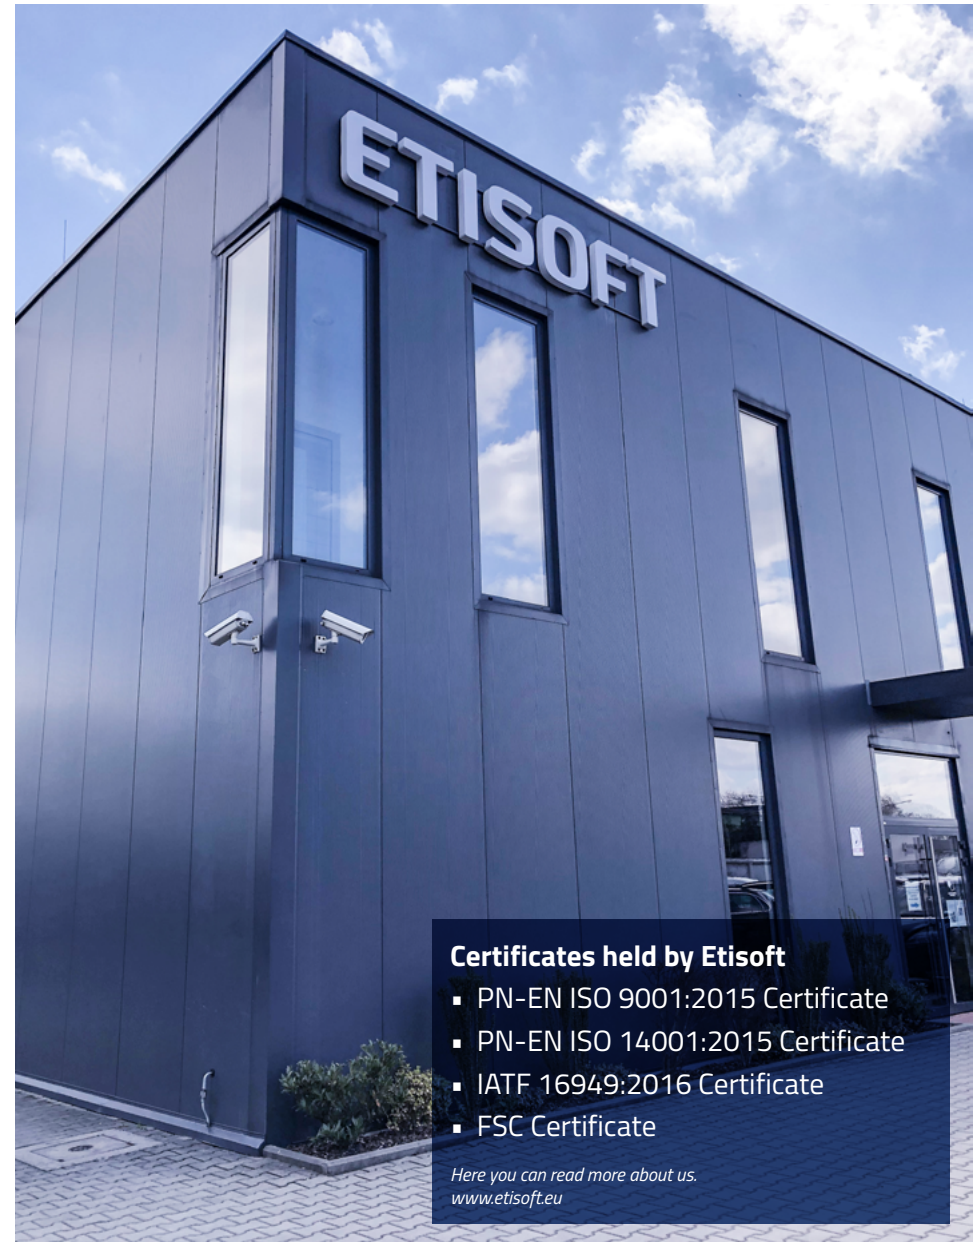 ETISOFT
Certificates held by Etisoft
▪ PN-EN ISO 9001:2015 Certificate
▪ PN-EN ISO 14001:2015 Certificate
▪ IATF 16949:2016 Certificate
▪ FSC Certificate
Here you can read more about us.
www.etisoft.eu